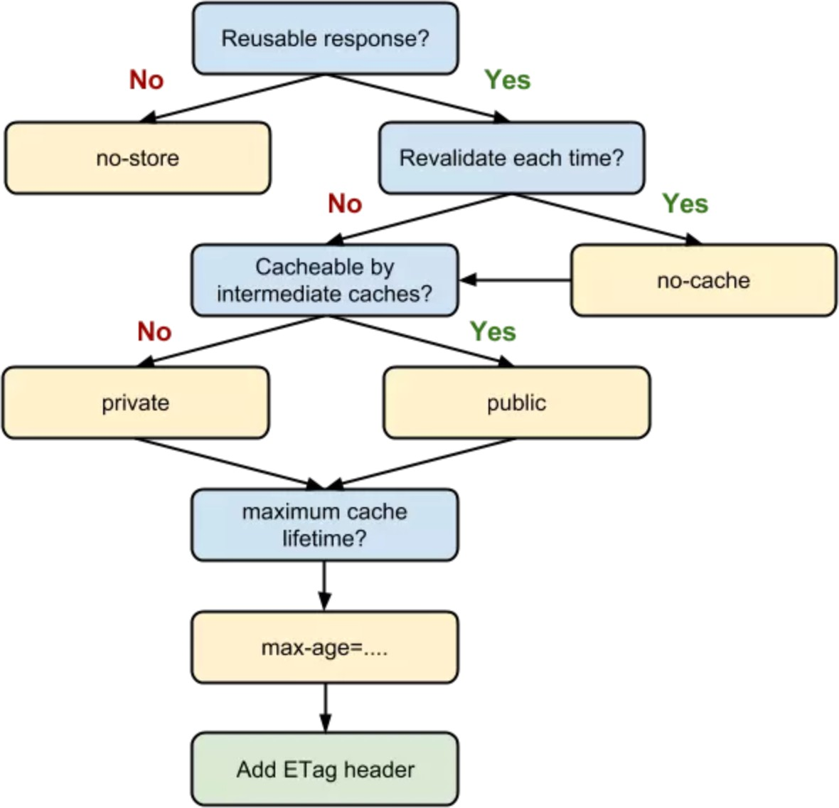 Reusable response?
No
Yes
no-store
Revalidate each time?
No
Yes
Cacheable by
intermediate caches?
no-cache
No
Yes
private
public
maximum cache
lifetime?
max-age=....
Add ETag header